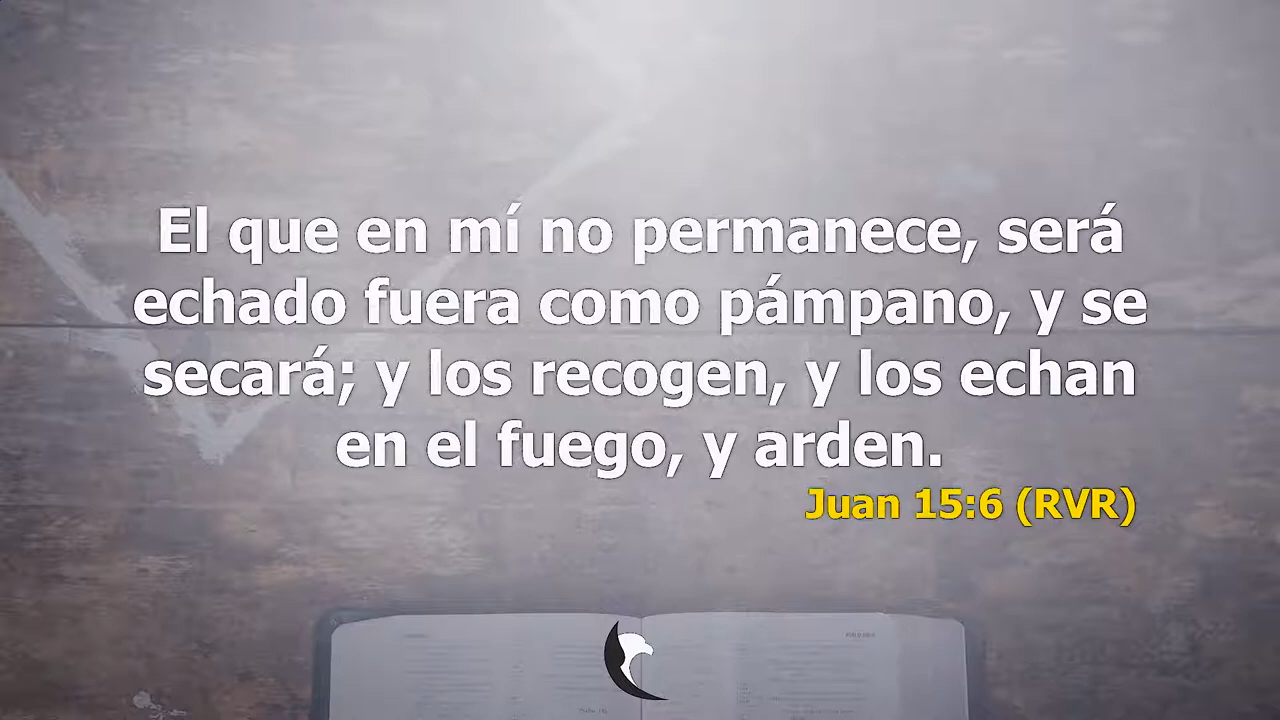 El que en mí no permanece, será
echado fuera como pámpano, y se
secará; y los recogen, y los echan
en el fuego, y arden.
Juan 15:6 (RVR)